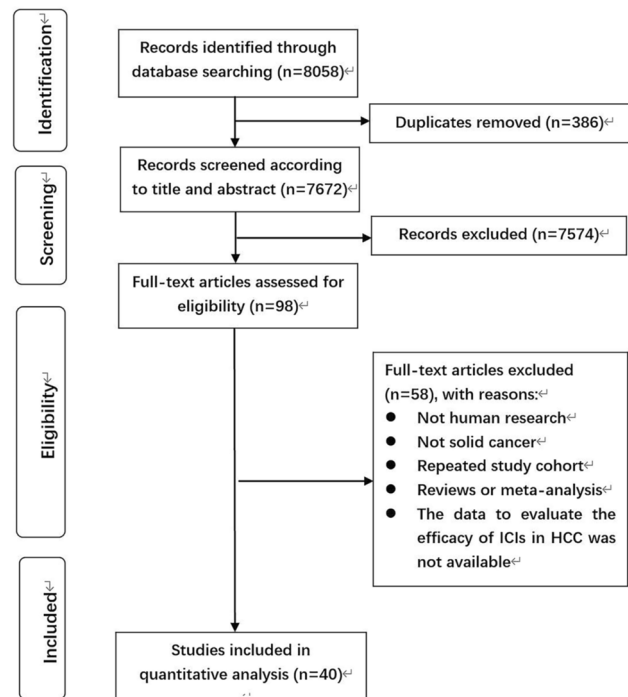 Identification
Records identified through
database searching (n=8058)↵
Duplicates removed (n=386)↵
Screening
Records screened according
to title and abstract (n=7672)↵
Records excluded (n=7574)↵
Full-text articles assessed for
eligibility (n=98)↵
Eligibility↵
Full-text articles excluded
(n=58), with reasons:↵
● Not human research↵
● Not solid cancer↵
● Repeated study cohort↵
● Reviews or meta-analysis↵
● The data to evaluate the
efficacy of ICIs in HCC was
not available↵
Included↵
Studies included in
quantitative analysis (n=40)↵